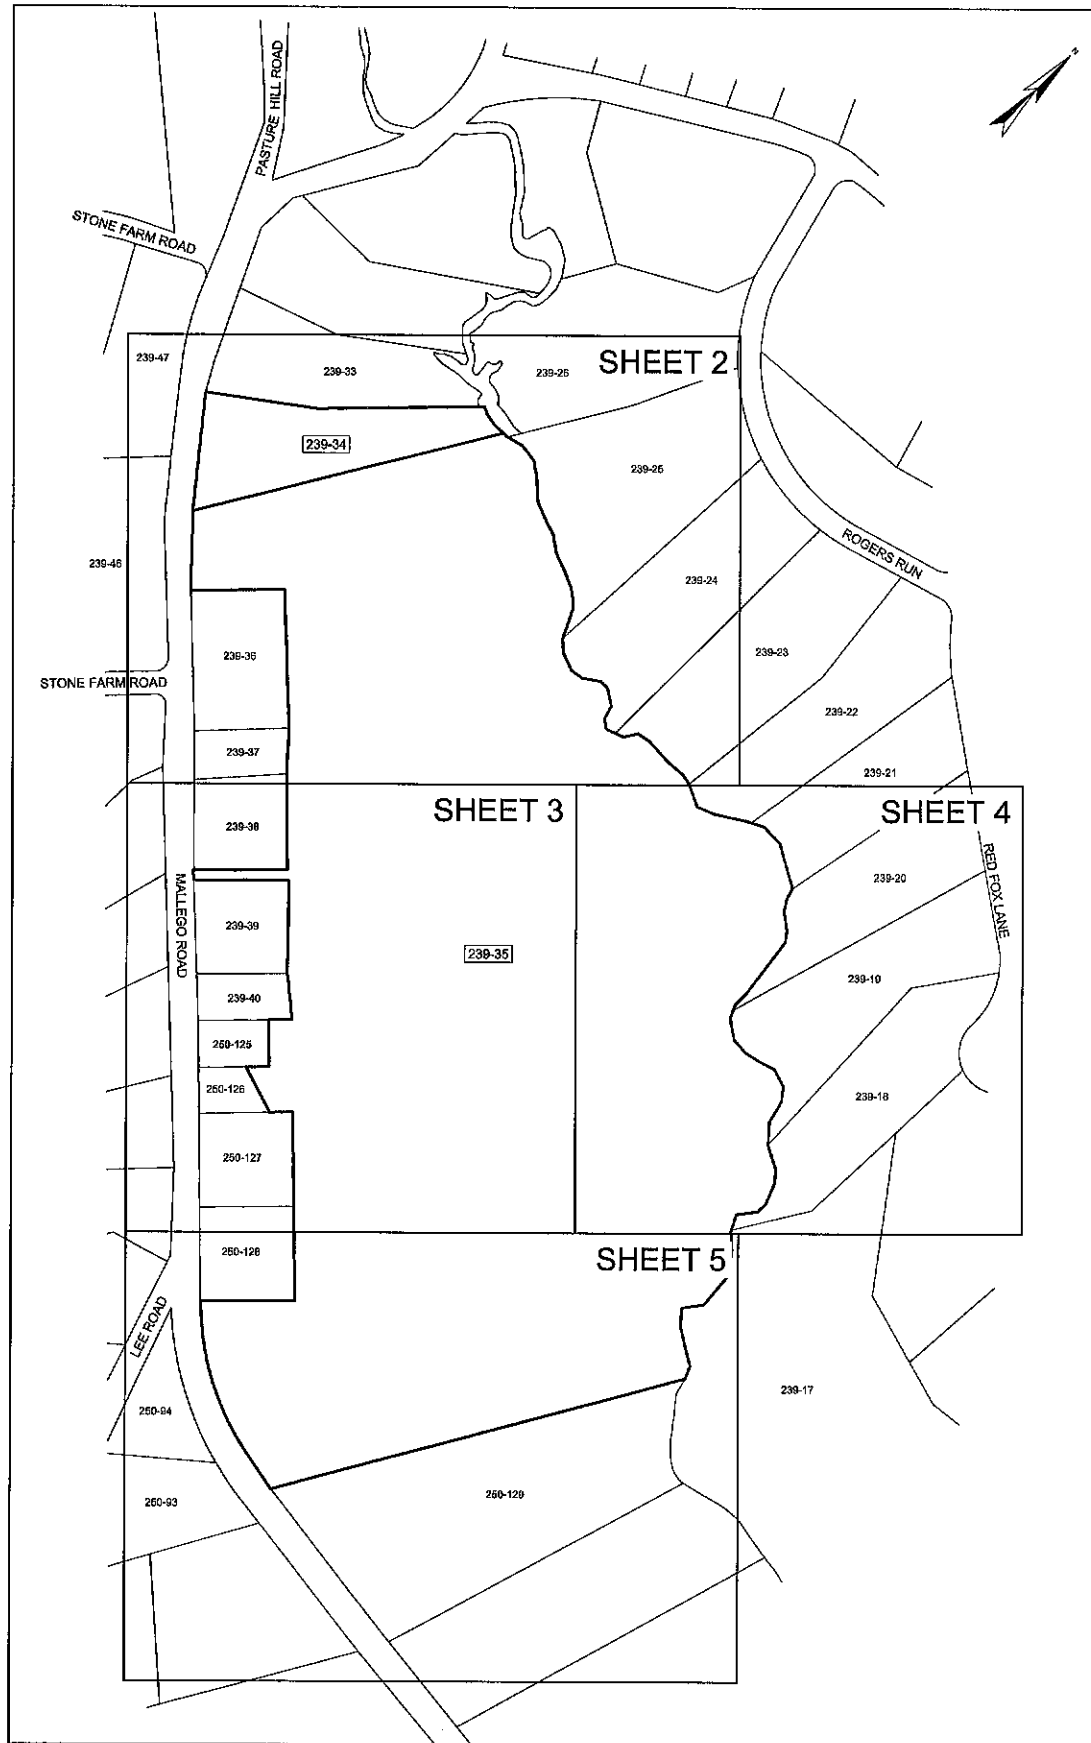 N
PASTURE HILL ROAD
STONE FARM ROAD
239-47
239-33
239-26
SHEET 2
239-34
239-25
239-46
ROGERS RUN
239-24
239-36
239-23
STONE FARM ROAD
239-22
239-37
239-21
SHEET 3
SHEET 4
239-38
RED FOX LANE
239-20
MALLEGO ROAD
239-39
239-35
239-19
239-40
250-125
250-126
239-18
250-127
250-128
SHEET 5
LEE ROAD
239-17
250-94
250-129
250-93